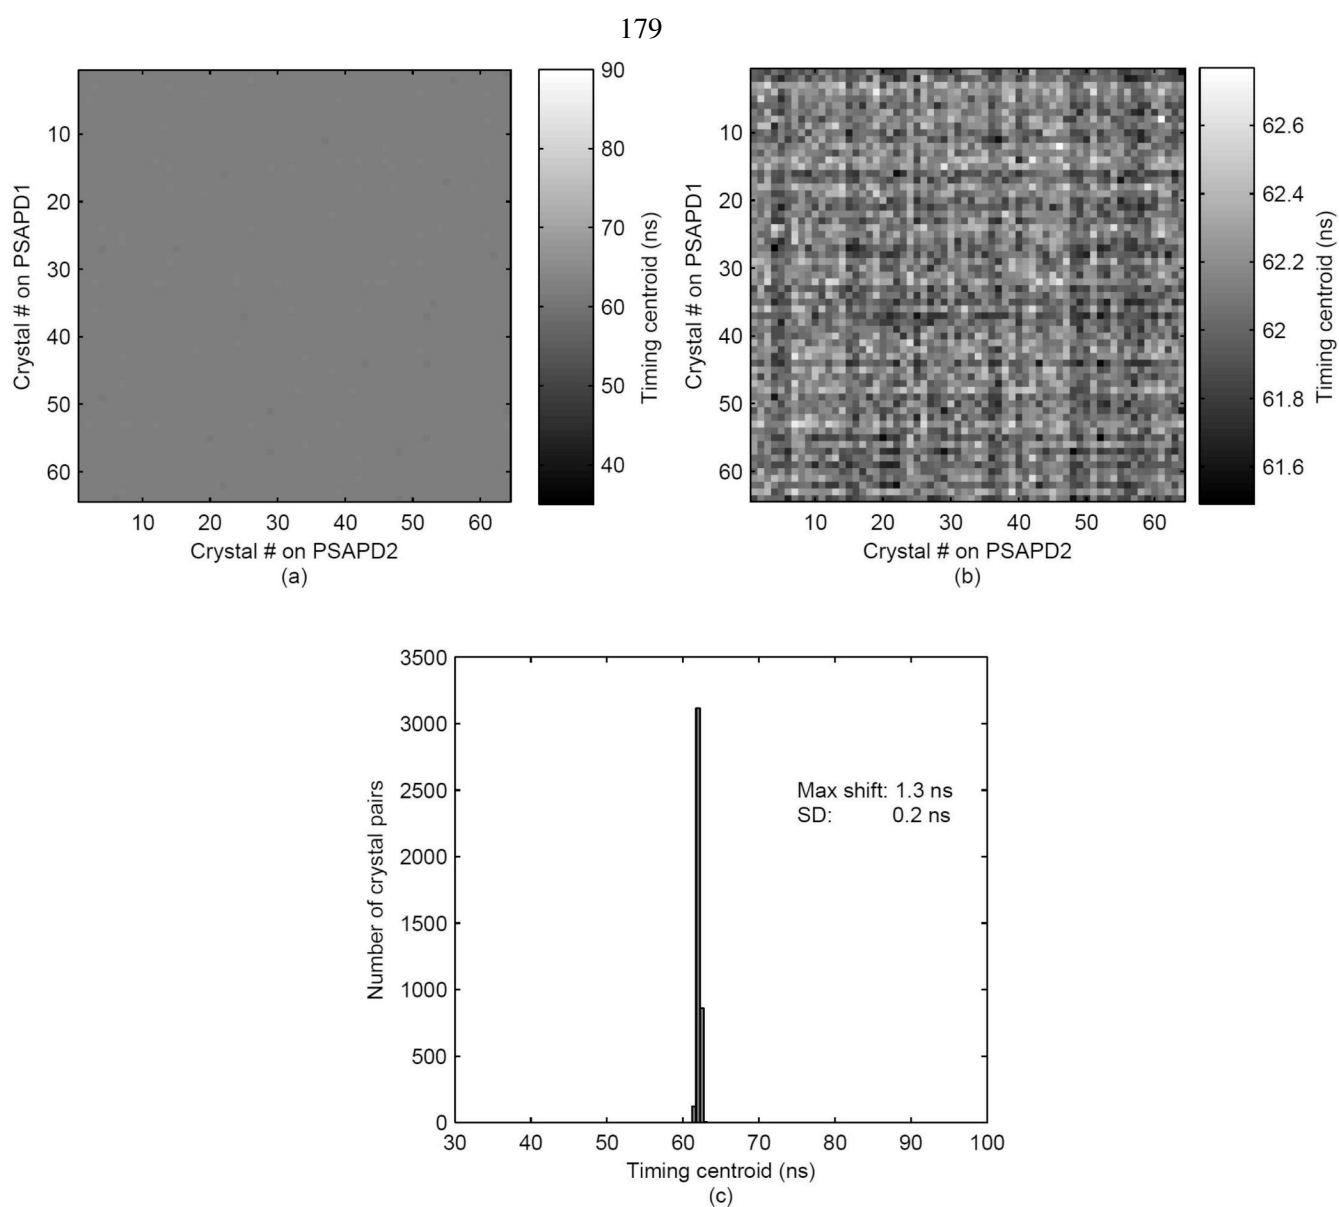 179
90
80
70
60
50
40
Timing centroid (ns)
10
20
30
40
50
60
Crystal # on PSAPD1
10 20 30 40 50 60
Crystal # on PSAPD2
(a)
62.6
62.4
62.2
62
61.8
61.6
Timing centroid (ns)
10
20
30
40
50
60
Crystal # on PSAPD1
10 20 30 40 50 60
Crystal # on PSAPD2
(b)
3500
3000
2500
2000
1500
1000
500
0
Number of crystal pairs
Max shift: 1.3 ns
SD: 0.2 ns
30 40 50 60 70 80 90 100
Timing centroid (ns)
(c)